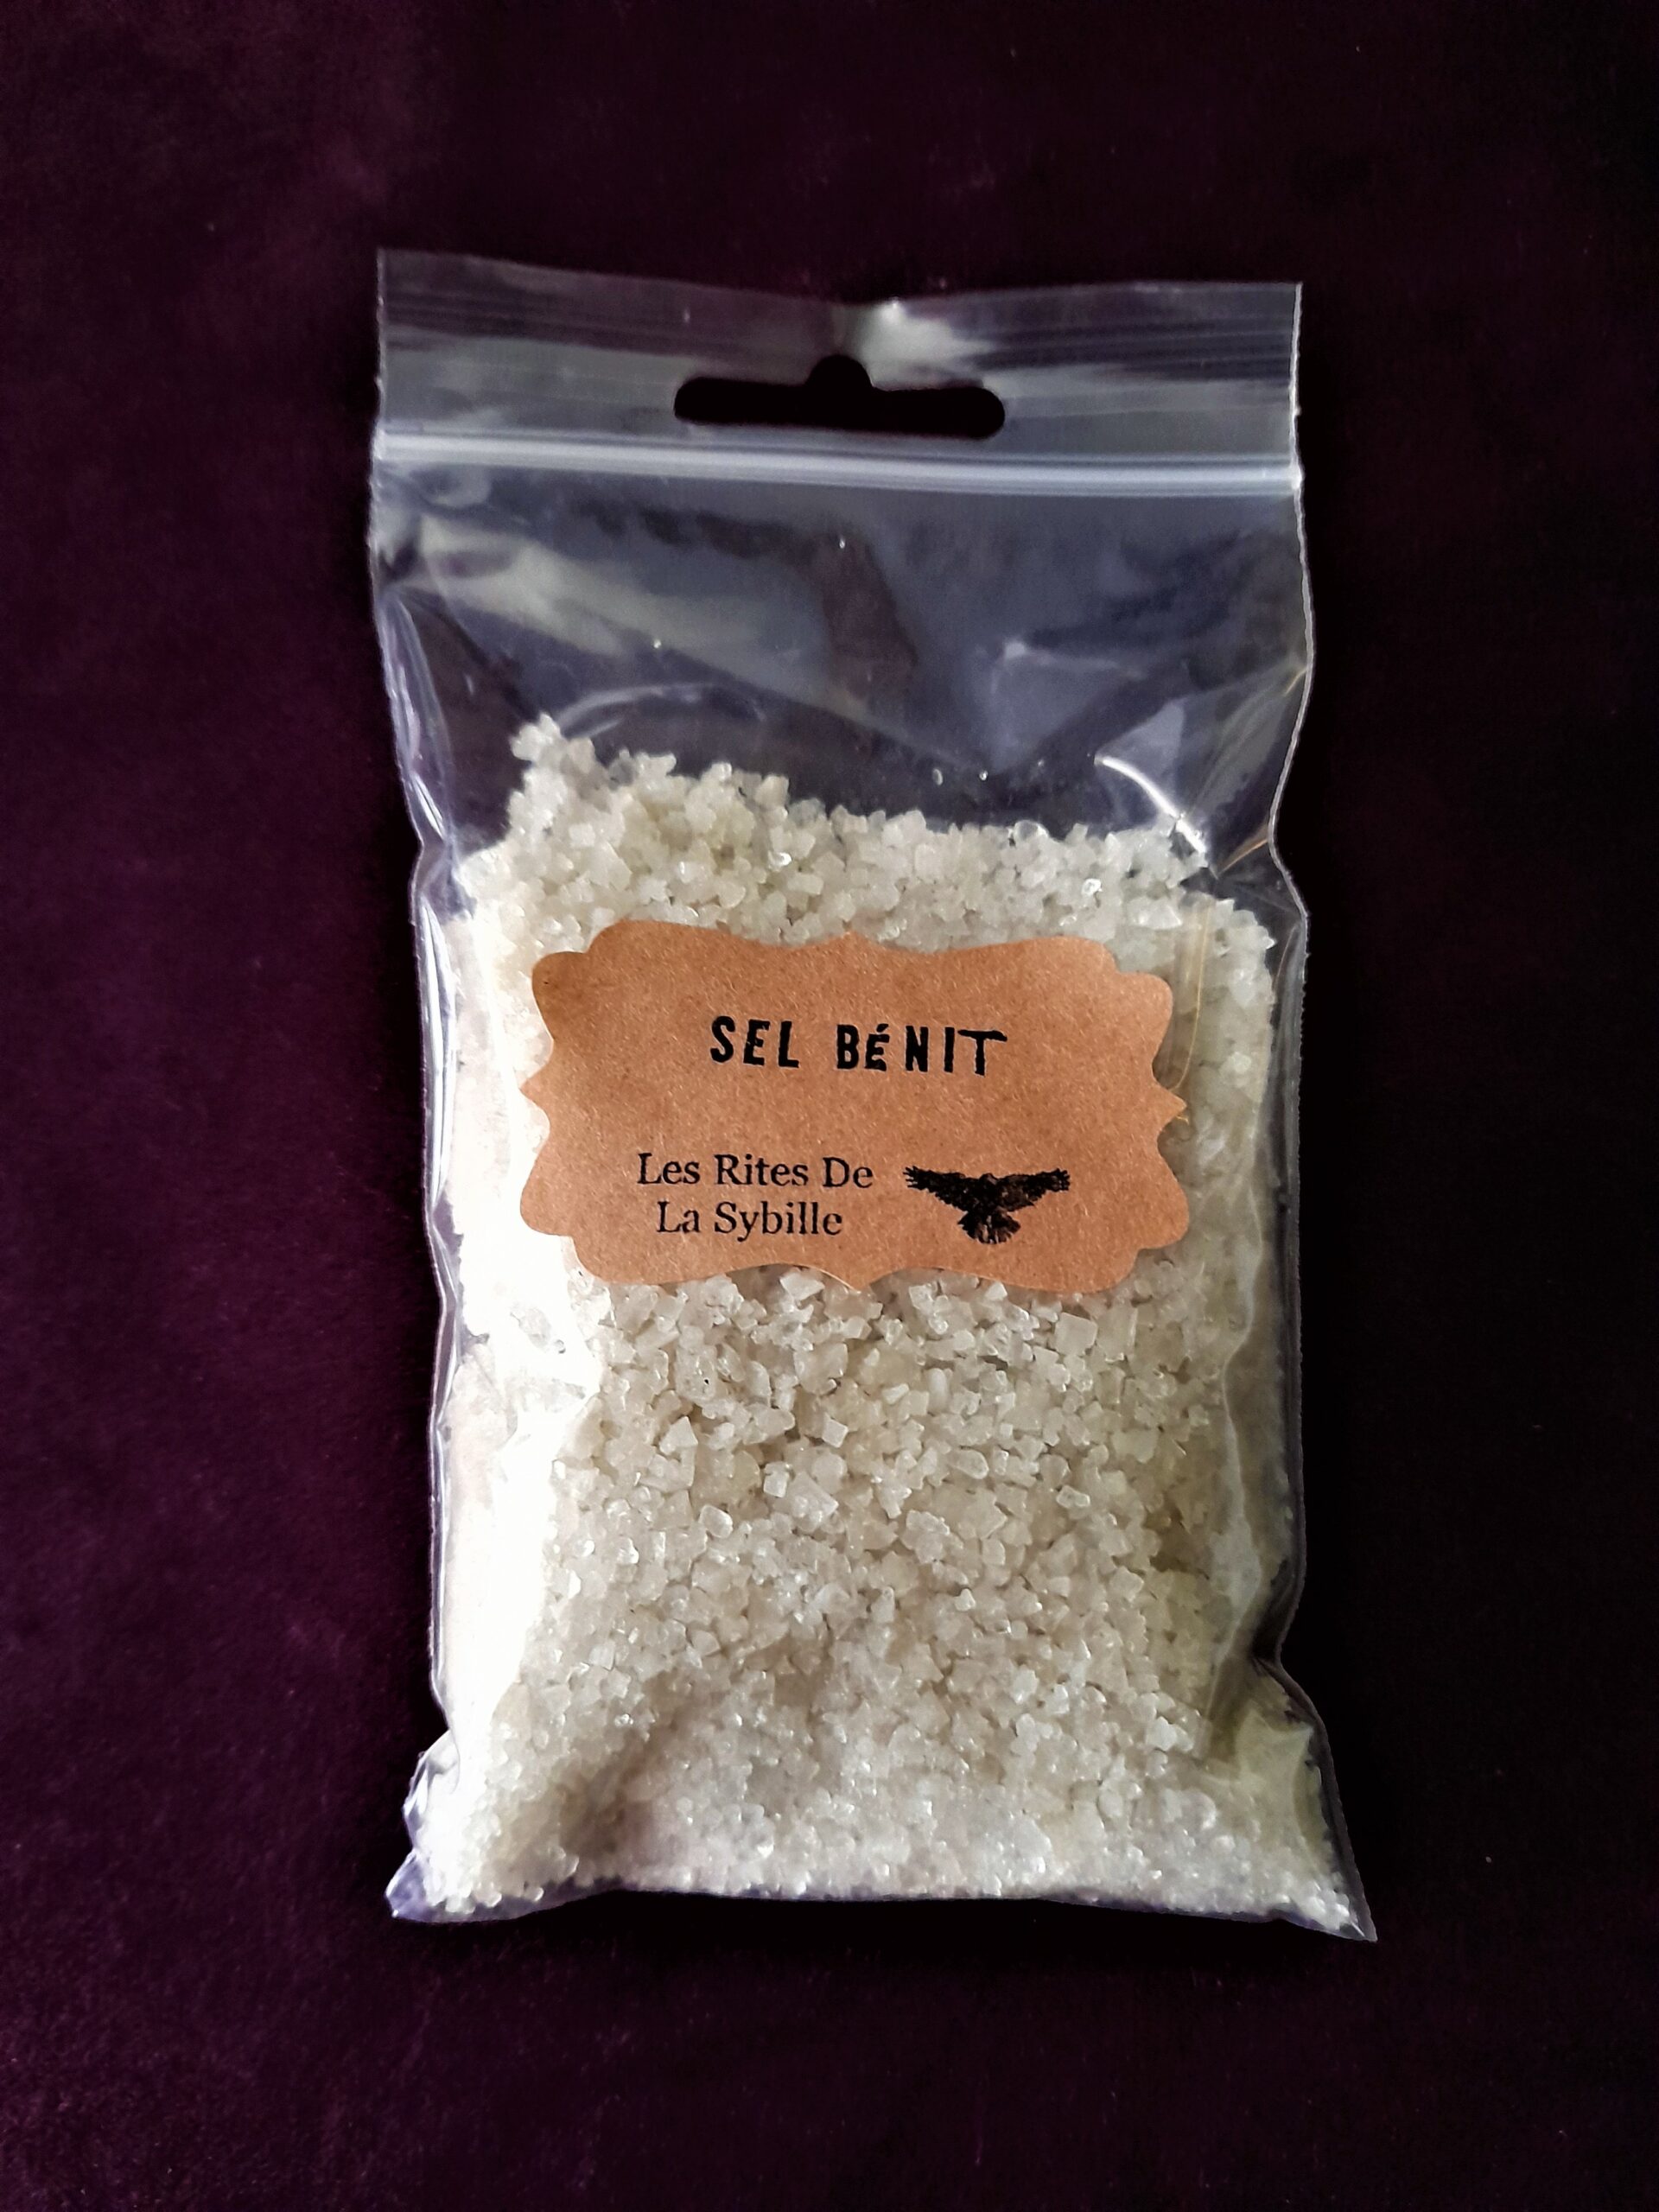 SEL BÉNIT
Les Rites De
La Sybille